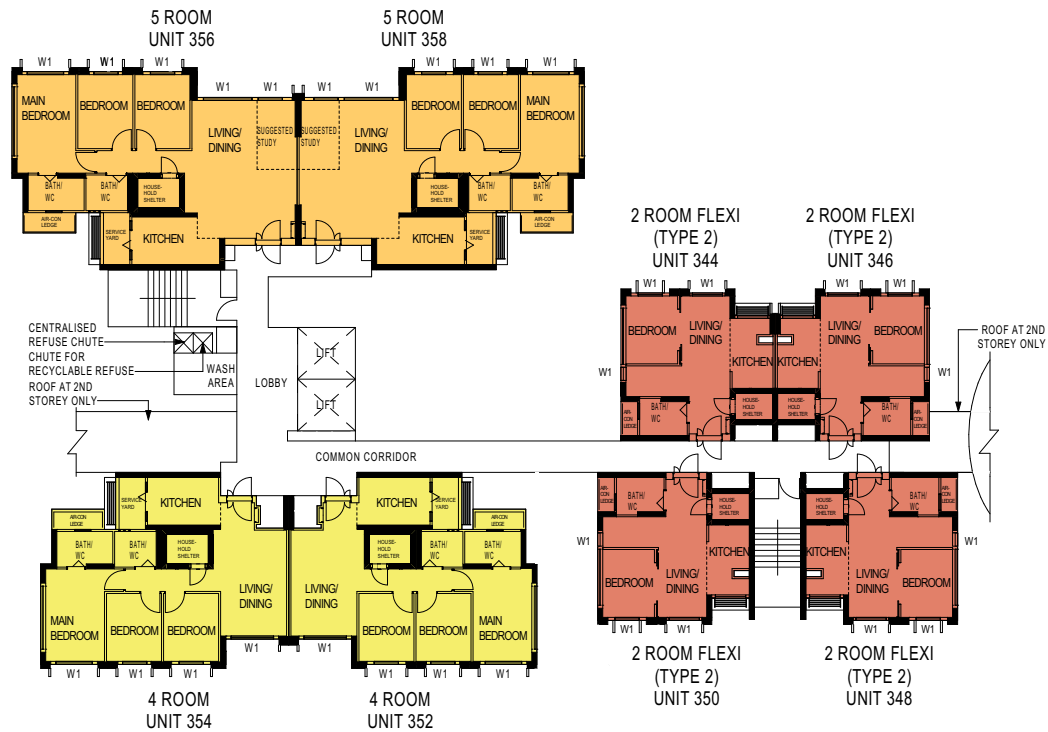 5 ROOM
UNIT 356
5 ROOM
UNIT 358
W1
W1
W1
W1
W1
W1
W1
W1
W1
W1
MAIN
BEDROOM
BEDROOM
BEDROOM
LIVING/
DINING
SUGGESTED
STUDY
SUGGESTED
STUDY
LIVING/
DINING
BEDROOM
BEDROOM
MAIN
BEDROOM
BATH/
WC
BATH/
WC
HOUSE-
HOLD
SHELTER
HOUSE-
HOLD
SHELTER
BATH/
WC
BATH/
WC
AIR-CON
LEDGE
SERVICE
YARD
KITCHEN
KITCHEN
SERVICE
YARD
AIR-CON
LEDGE
2 ROOM FLEXI
(TYPE 2)
UNIT 344
2 ROOM FLEXI
(TYPE 2)
UNIT 346
W1
W1
W1
W1
BEDROOM
LIVING/
DINING
KITCHEN
KITCHEN
LIVING/
DINING
BEDROOM
W1
W1
AIR-
CON
LEDGE
BATH/
WC
HOUSE-
HOLD
SHELTER
HOUSE-
HOLD
SHELTER
BATH/
WC
AIR-
CON
LEDGE
ROOF AT 2ND
STOREY ONLY
CENTRALISED
REFUSE CHUTE
CHUTE FOR
RECYCLABLE REFUSE
ROOF AT 2ND
STOREY ONLY
WASH
AREA
LOBBY
LIFT
LIFT
COMMON CORRIDOR
SERVICE
YARD
KITCHEN
KITCHEN
SERVICE
YARD
AIR-CON
LEDGE
AIR-CON
LEDGE
BATH/
WC
BATH/
WC
HOUSE-
HOLD
SHELTER
HOUSE-
HOLD
SHELTER
BATH/
WC
BATH/
WC
MAIN
BEDROOM
BEDROOM
BEDROOM
LIVING/
DINING
LIVING/
DINING
BEDROOM
BEDROOM
MAIN
BEDROOM
W1
W1
W1
W1
W1
W1
W1
W1
4 ROOM
UNIT 354
4 ROOM
UNIT 352
AIR-
CON
LEDGE
BATH/
WC
HOUSE-
HOLD
SHELTER
HOUSE-
HOLD
SHELTER
BATH/
WC
AIR-
CON
LEDGE
W1
W1
BEDROOM
LIVING/
DINING
KITCHEN
KITCHEN
LIVING/
DINING
BEDROOM
W1
W1
W1
W1
2 ROOM FLEXI
(TYPE 2)
UNIT 350
2 ROOM FLEXI
(TYPE 2)
UNIT 348